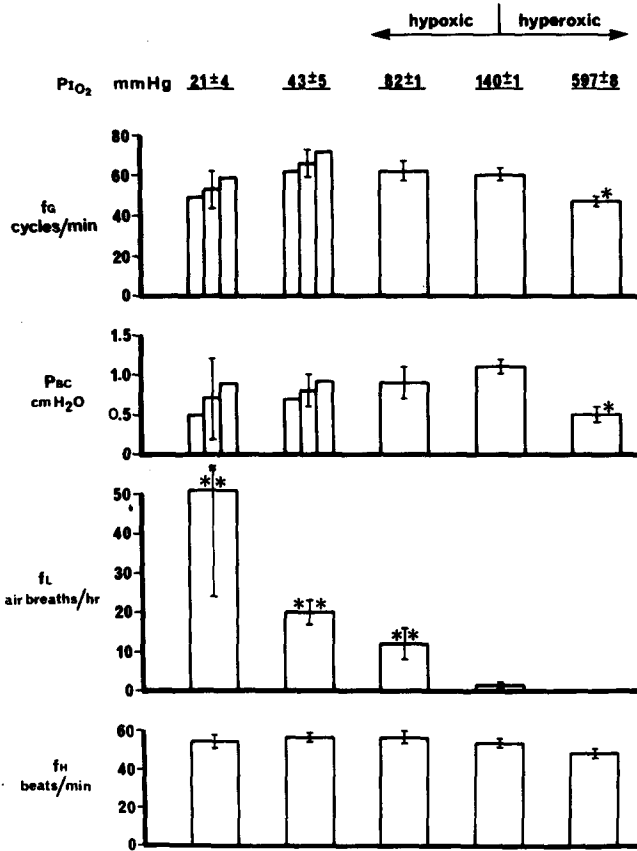 hypoxic hyperoxic
PIO2 mmHg 21±4 43±5 82±1 140±1 597±8
80
60
40
20
0
fG
cycles/min
*
1.5
1.0
0.5
0
PBC
cm H2O
*
50
40
30
20
10
0
fL
air breaths/hr
**
**
**
60
40
20
0
fH
beats/min